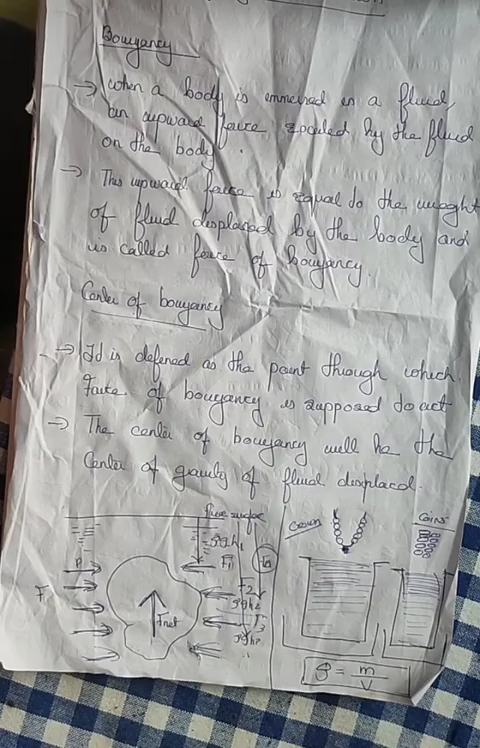 Bouyancy
→ When a body is immersed in a fluid,
an upward force exerted by the fluid
on the body.
→ This upward force is equal to the weight
of fluid displaced by the body and
is called force of bouyancy.
Center of bouyancy
→ It is defined as the point through which
Force of bouyancy is supposed to act
→ The center of bouyancy will be the
Center of gravity of fluid displaced.
Free surface
Crown
Coins
ρgh₁
F₁
P
F
F₂
ρgh₂
Fnet
F₃
ρ = m/V